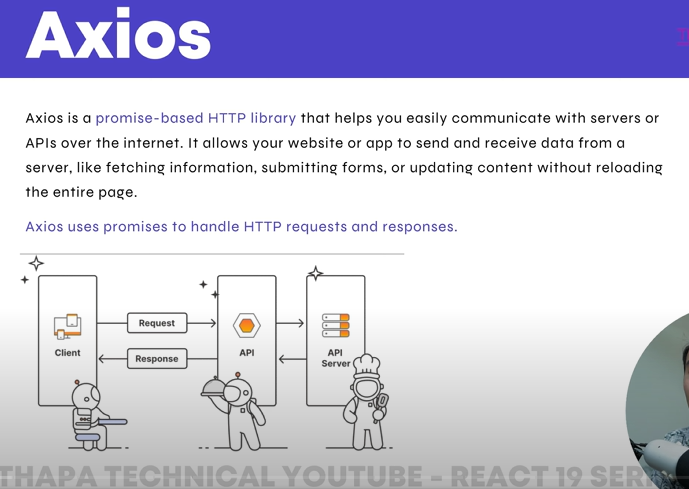 Axios
Axios is a promise-based HTTP library that helps you easily communicate with servers or
APIs over the internet. It allows your website or app to send and receive data from a
server, like fetching information, submitting forms, or updating content without reloading
the entire page.
Axios uses promises to handle HTTP requests and responses.
Request
Client
Response
API
API
Server
THAPA TECHNICAL YOUTUBE - REACT 19 SERI